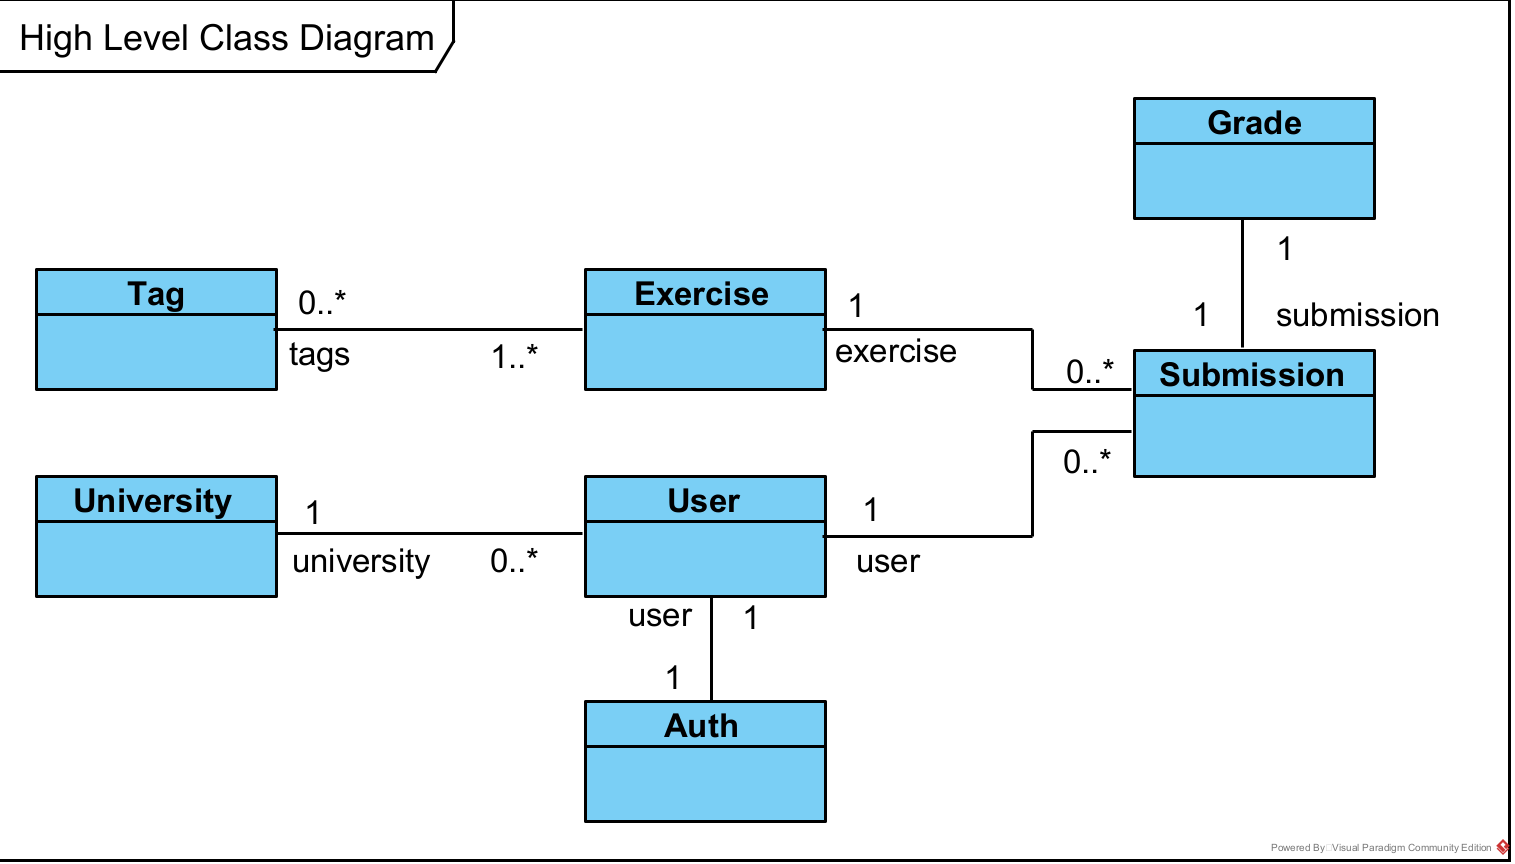 High Level Class Diagram
Grade
1
1
submission
Tag
0..*
tags
1..*
Exercise
1
exercise
0..*
Submission
University
1
university
0..*
User
1
user
0..*
user
1
1
Auth
Powered By Visual Paradigm Community Edition